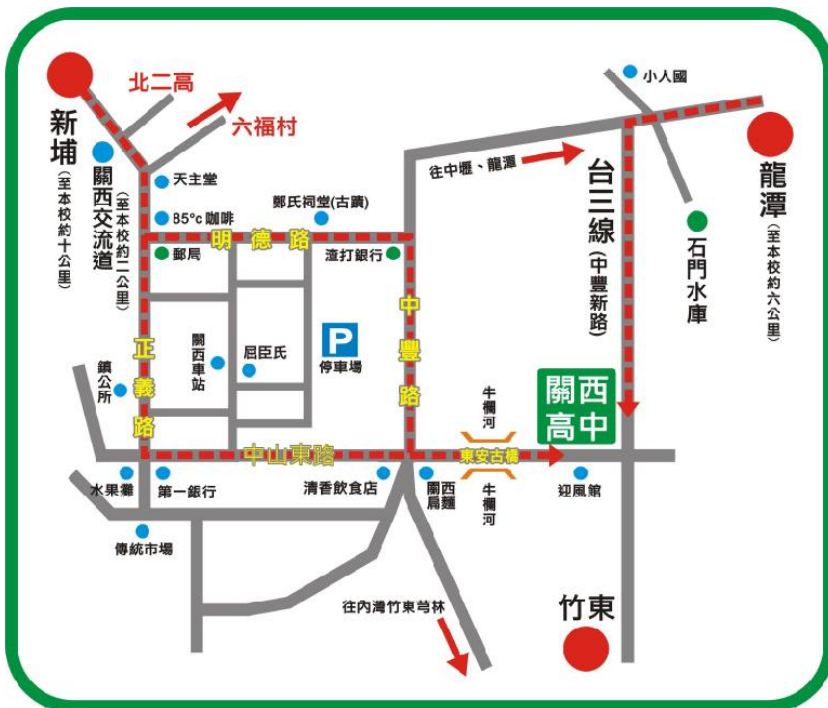 北二高
小人國
新埔
(至本校約十公里)
六福村
龍潭
(至本校約六公里)
關西交流道
(至本校約二公里)
天主堂
往中壢、龍潭
台三線
(中豐新路)
85°c 咖啡
鄭氏祠堂(古蹟)
石門水庫
明德路
郵局
渣打銀行
中豐路
正義路
關西車站
屈臣氏
P
停車場
鎮公所
牛欄河
關西
高中
中山東路
東安古橋
水果攤
第一銀行
清香飲食店
關西扁麵
牛欄河
迎風館
傳統市場
往內灣竹東芎林
竹東